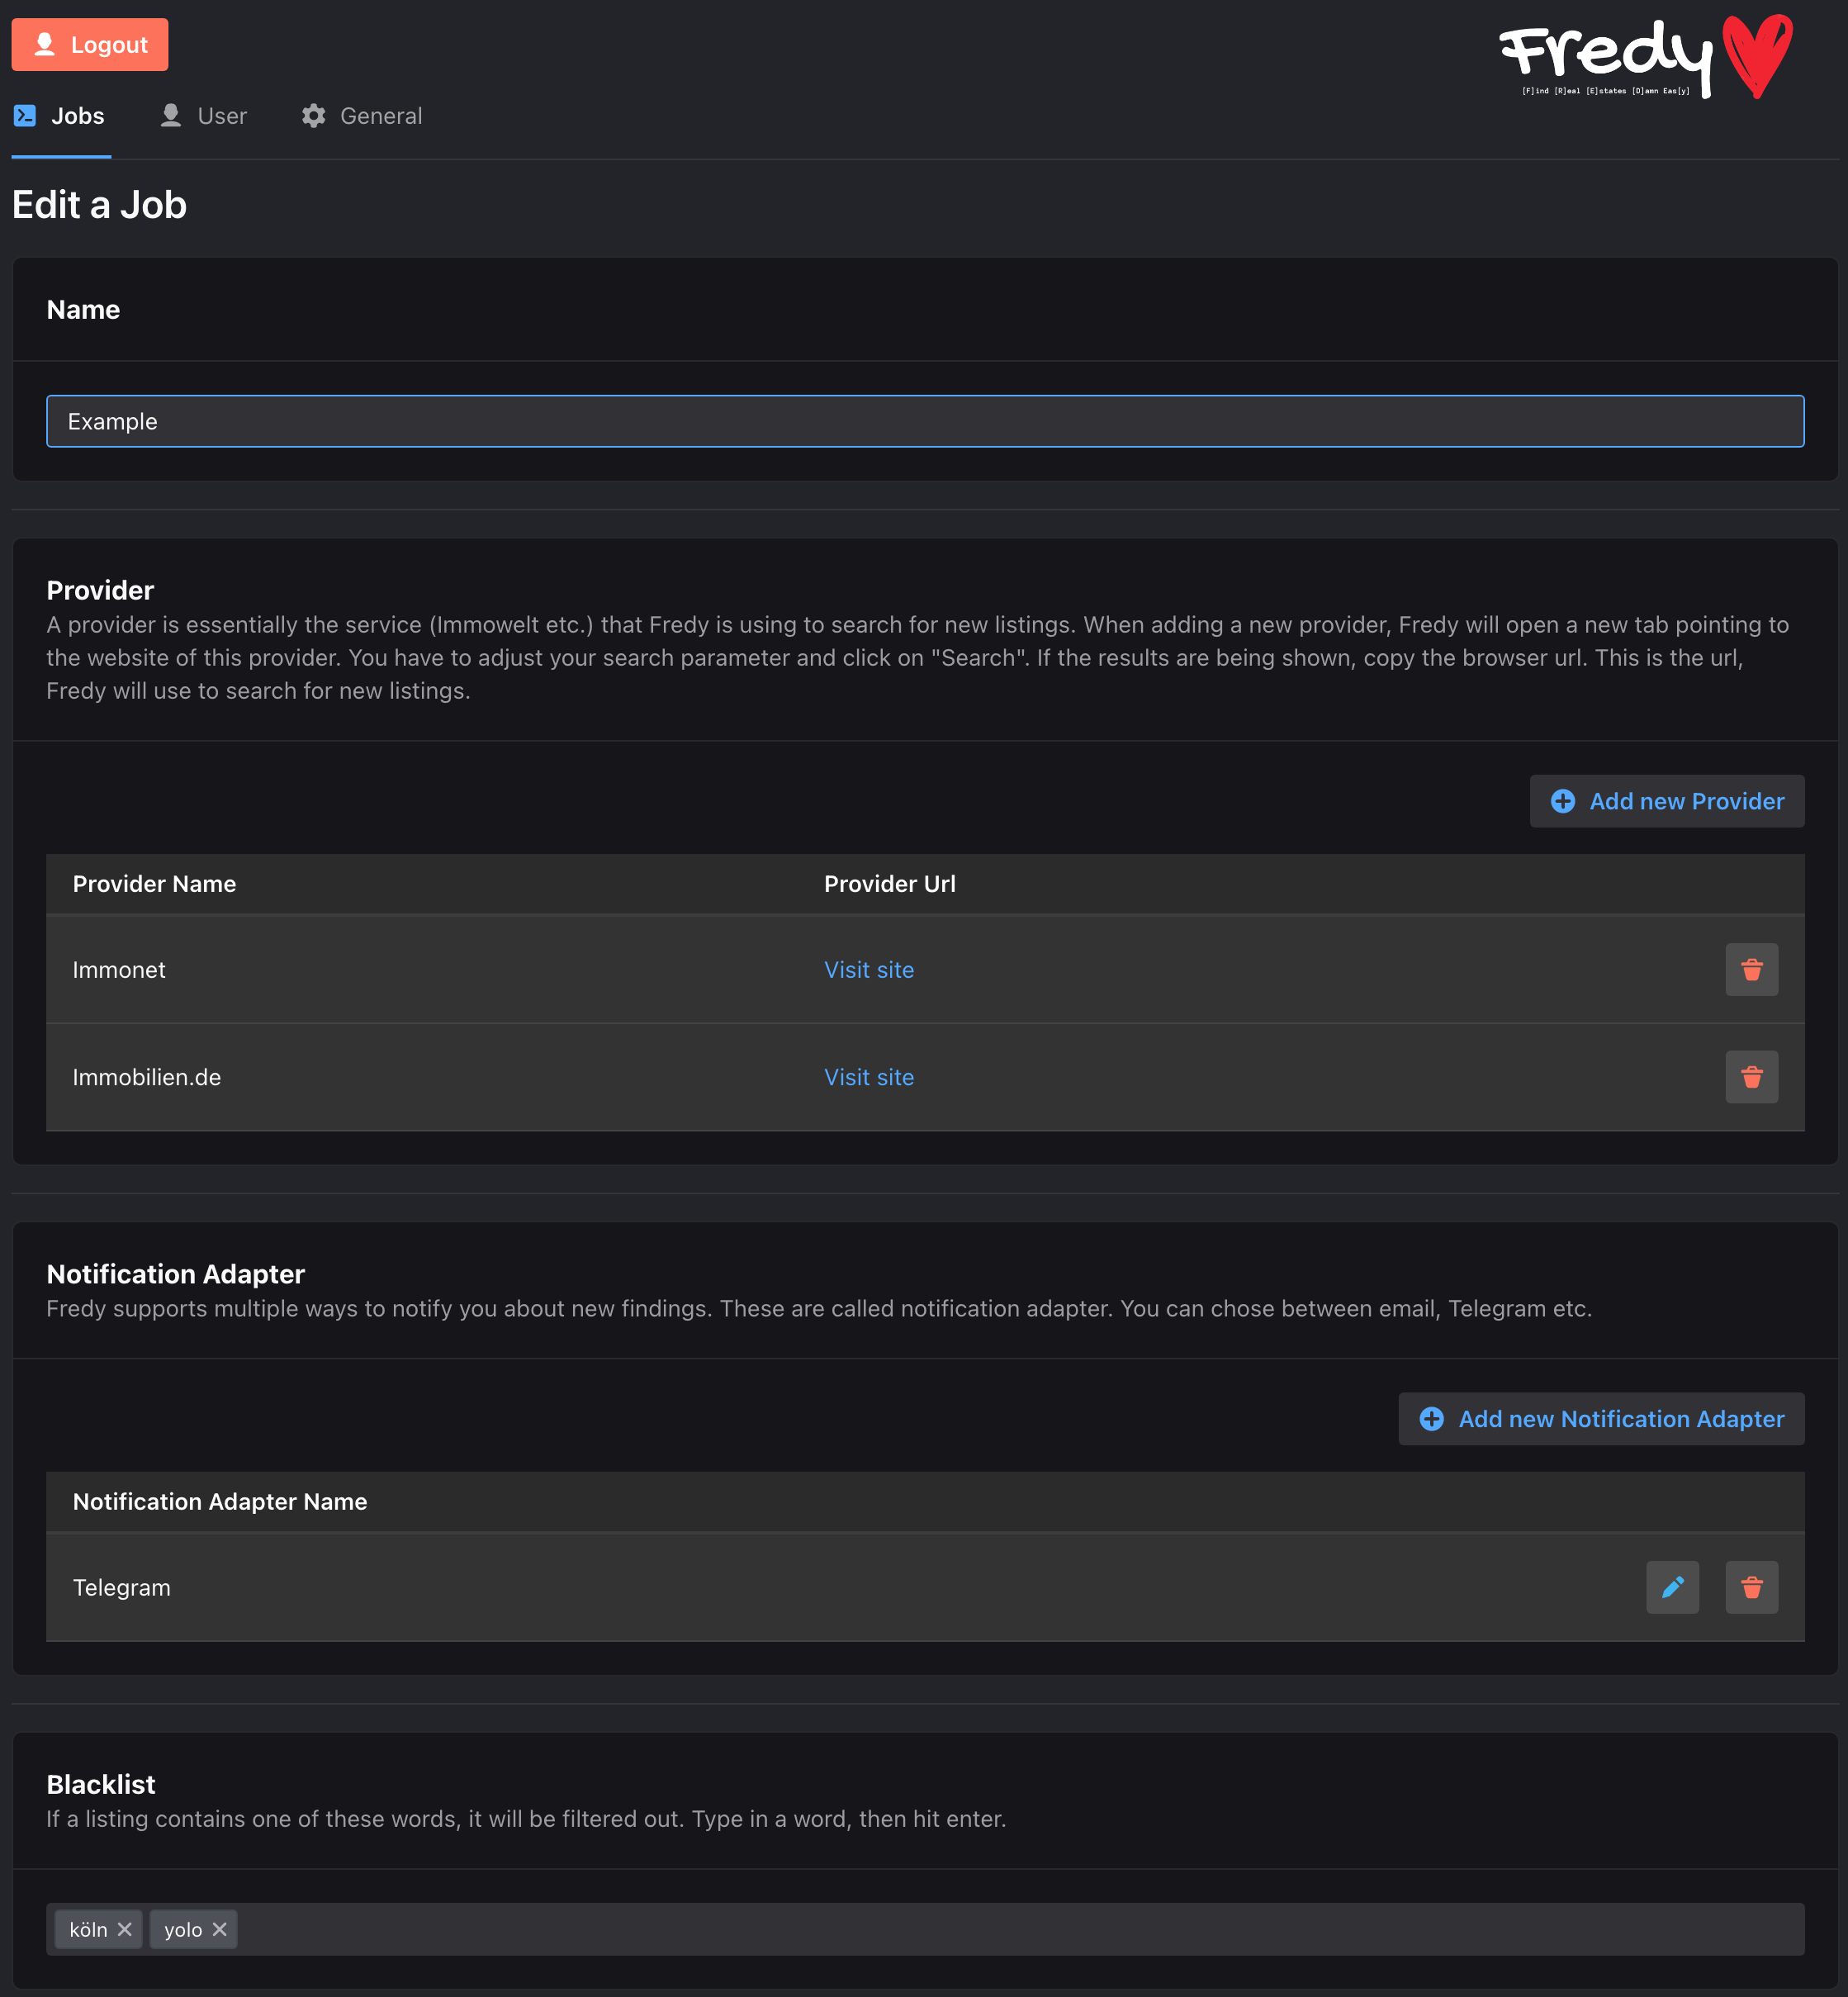 Logout
Fredy
[F]ind [R]eal [E]states [D]amn Eas[y]
Jobs
User
General
Edit a Job
Name
Example
Provider
A provider is essentially the service (Immowelt etc.) that Fredy is using to search for new listings. When adding a new provider, Fredy will open a new tab pointing to
the website of this provider. You have to adjust your search parameter and click on "Search". If the results are being shown, copy the browser url. This is the url,
Fredy will use to search for new listings.
Add new Provider
Provider Name
Provider Url
Immonet
Visit site
Immobilien.de
Visit site
Notification Adapter
Fredy supports multiple ways to notify you about new findings. These are called notification adapter. You can chose between email, Telegram etc.
Add new Notification Adapter
Notification Adapter Name
Telegram
Blacklist
If a listing contains one of these words, it will be filtered out. Type in a word, then hit enter.
köln
yolo